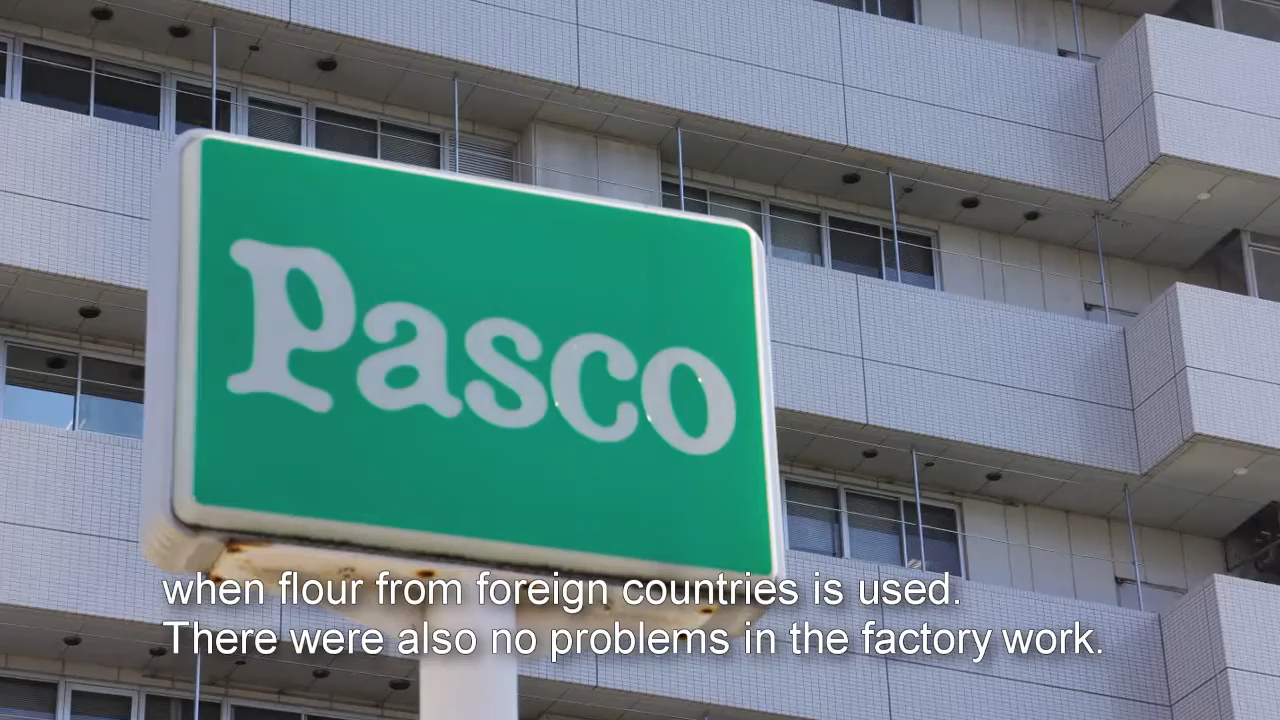 Pasco
when flour from foreign countries is used.
There were also no problems in the factory work.